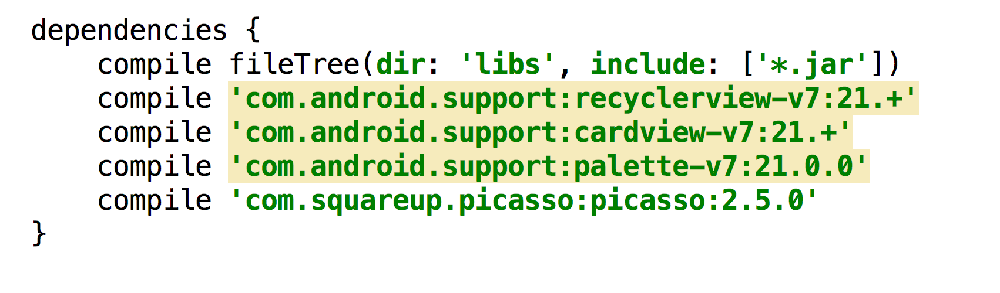 dependencies {
    compile fileTree(dir: 'libs', include: ['*.jar'])
    compile 'com.android.support:recyclerview-v7:21.+'
    compile 'com.android.support:cardview-v7:21.+'
    compile 'com.android.support:palette-v7:21.0.0'
    compile 'com.squareup.picasso:picasso:2.5.0'
}